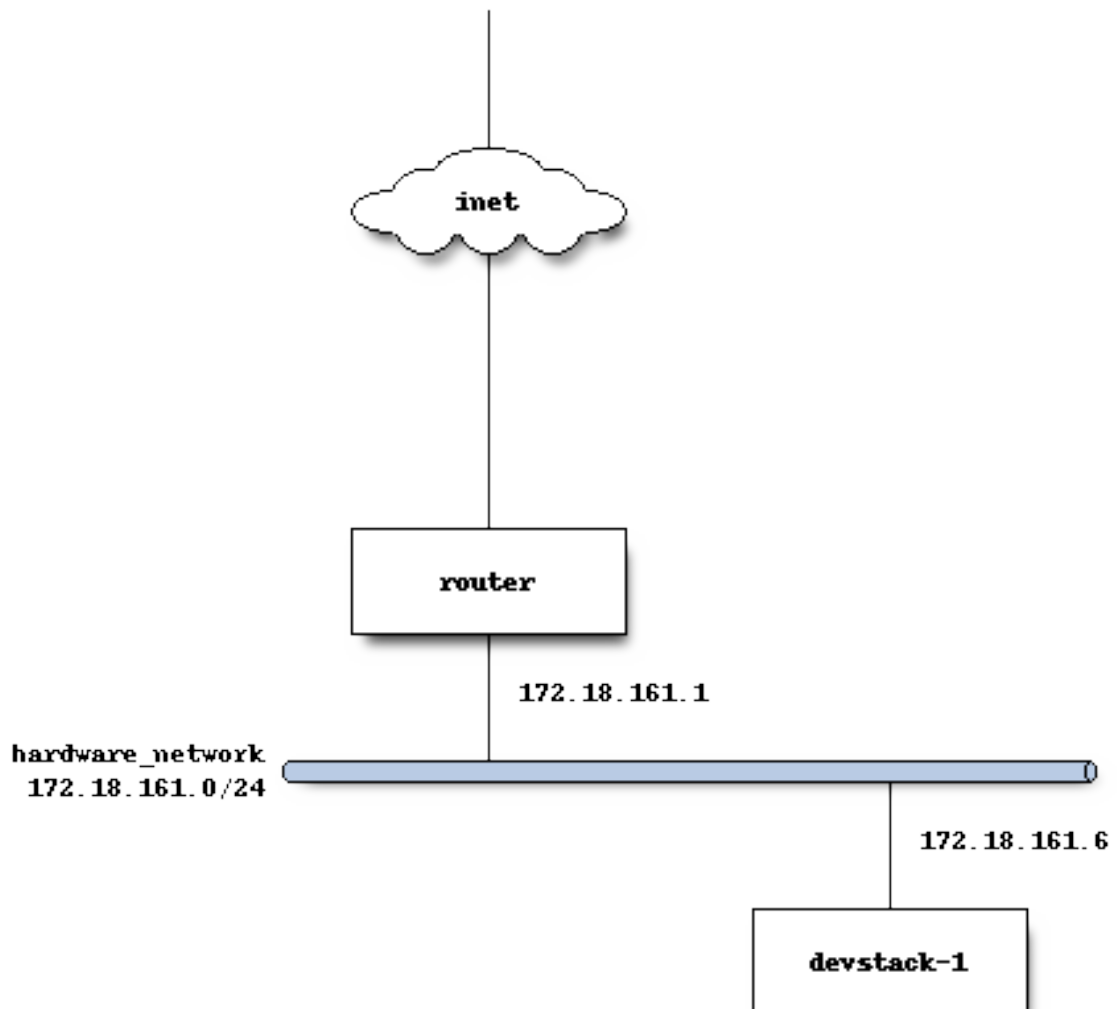 inet
router
172.18.161.1
hardware_network
172.18.161.0/24
172.18.161.6
devstack-1